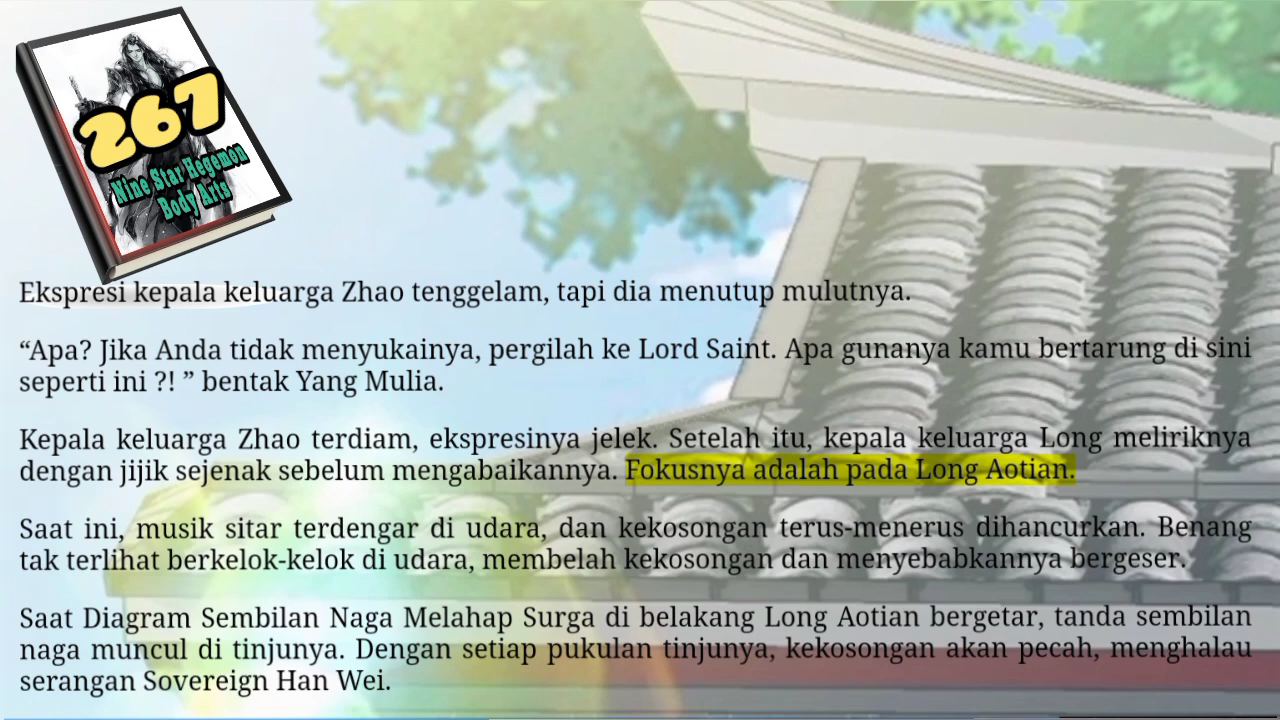 267
Nine Star Hegemon
Body Arts
Ekspresi kepala keluarga Zhao tenggelam, tapi dia menutup mulutnya.
“Apa? Jika Anda tidak menyukainya, pergilah ke Lord Saint. Apa gunanya kamu bertarung di sini
seperti ini ?! ” bentak Yang Mulia.
Kepala keluarga Zhao terdiam, ekspresinya jelek. Setelah itu, kepala keluarga Long meliriknya
dengan jijik sejenak sebelum mengabaikannya. Fokusnya adalah pada Long Aotian.
Saat ini, musik sitar terdengar di udara, dan kekosongan terus-menerus dihancurkan. Benang
tak terlihat berkelok-kelok di udara, membelah kekosongan dan menyebabkannya bergeser.
Saat Diagram Sembilan Naga Melahap Surga di belakang Long Aotian bergetar, tanda sembilan
naga muncul di tinjunya. Dengan setiap pukulan tinjunya, kekosongan akan pecah, menghalau
serangan Sovereign Han Wei.